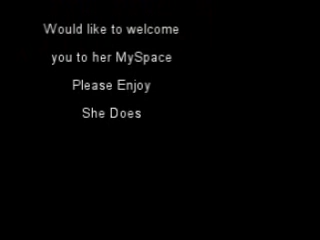 Would like to welcome
you to her MySpace
Please Enjoy
She Does